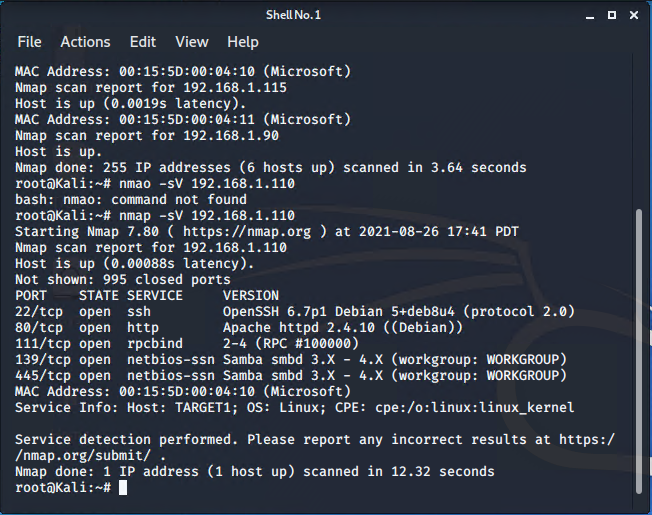 Shell No. 1
File Actions Edit View Help
MAC Address: 00:15:5D:00:04:10 (Microsoft)
Nmap scan report for 192.168.1.115
Host is up (0.0019s latency).
MAC Address: 00:15:5D:00:04:11 (Microsoft)
Nmap scan report for 192.168.1.90
Host is up.
Nmap done: 255 IP addresses (6 hosts up) scanned in 3.64 seconds
root@Kali:~# nmao -sV 192.168.1.110
bash: nmao: command not found
root@Kali:~# nmap -sV 192.168.1.110
Starting Nmap 7.80 ( https://nmap.org ) at 2021-08-26 17:41 PDT
Nmap scan report for 192.168.1.110
Host is up (0.00088s latency).
Not shown: 995 closed ports
PORT    STATE SERVICE     VERSION
22/tcp  open  ssh         OpenSSH 6.7p1 Debian 5+deb8u4 (protocol 2.0)
80/tcp  open  http        Apache httpd 2.4.10 ((Debian))
111/tcp open  rpcbind     2-4 (RPC #100000)
139/tcp open  netbios-ssn Samba smbd 3.X - 4.X (workgroup: WORKGROUP)
445/tcp open  netbios-ssn Samba smbd 3.X - 4.X (workgroup: WORKGROUP)
MAC Address: 00:15:5D:00:04:10 (Microsoft)
Service Info: Host: TARGET1; OS: Linux; CPE: cpe:/o:linux:linux_kernel
Service detection performed. Please report any incorrect results at https:/
/nmap.org/submit/ .
Nmap done: 1 IP address (1 host up) scanned in 12.32 seconds
root@Kali:~#